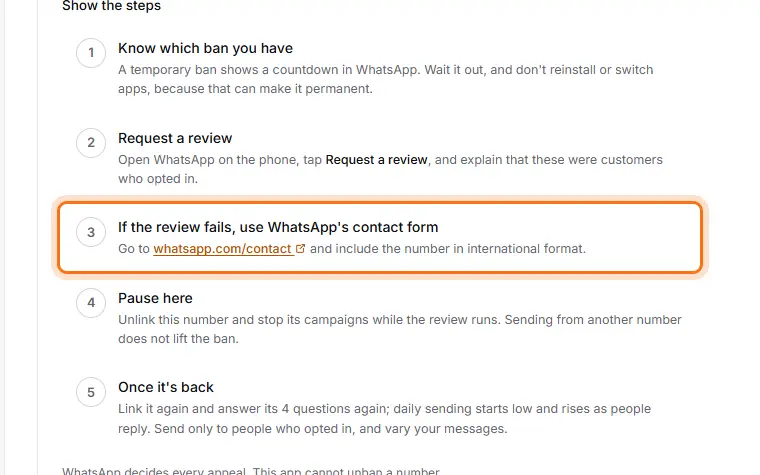 Show the steps
1
Know which ban you have
A temporary ban shows a countdown in WhatsApp. Wait it out, and don't reinstall or switch
apps, because that can make it permanent.
2
Request a review
Open WhatsApp on the phone, tap Request a review, and explain that these were customers
who opted in.
3
If the review fails, use WhatsApp's contact form
Go to whatsapp.com/contact and include the number in international format.
4
Pause here
Unlink this number and stop its campaigns while the review runs. Sending from another number
does not lift the ban.
5
Once it's back
Link it again and answer its 4 questions again; daily sending starts low and rises as people
reply. Send only to people who opted in, and vary your messages.
WhatsApp decides every appeal. This app cannot unban a number.